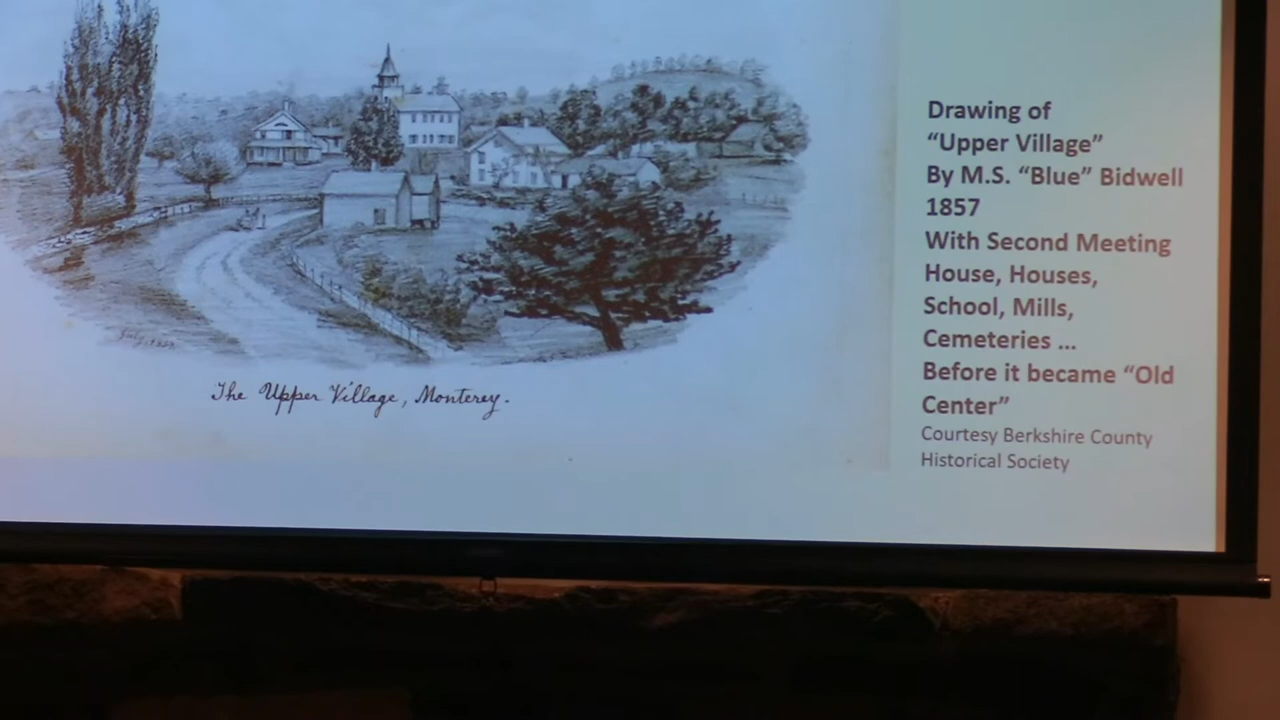 Drawing of
“Upper Village”
By M.S. “Blue” Bidwell
1857
With Second Meeting
House, Houses,
School, Mills,
Cemeteries ...
Before it became “Old
Center”
Courtesy Berkshire County
Historical Society
The Upper Village, Monterey.